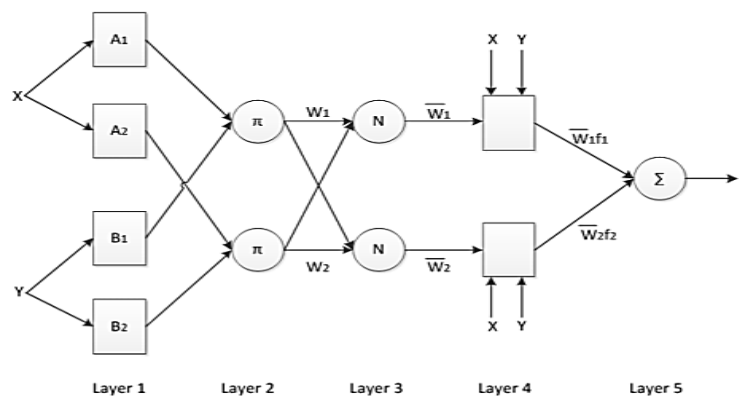 X Y
A1
X
A2
π W1 N W̅1
W̅1f1
Σ
B1
π W2 N W̅2
W̅2f2
Y
B2
X Y
Layer 1 Layer 2 Layer 3 Layer 4 Layer 5